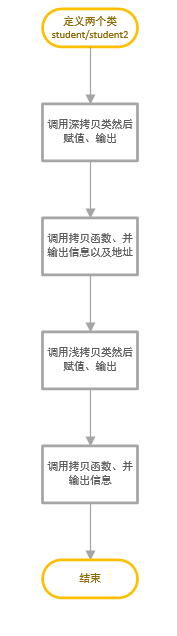 定义两个类
student/student2
调用深拷贝类然后
赋值、输出
调用拷贝函数、并
输出信息以及地址
调用浅拷贝类然后
赋值、输出
调用拷贝函数、并
输出信息
结束